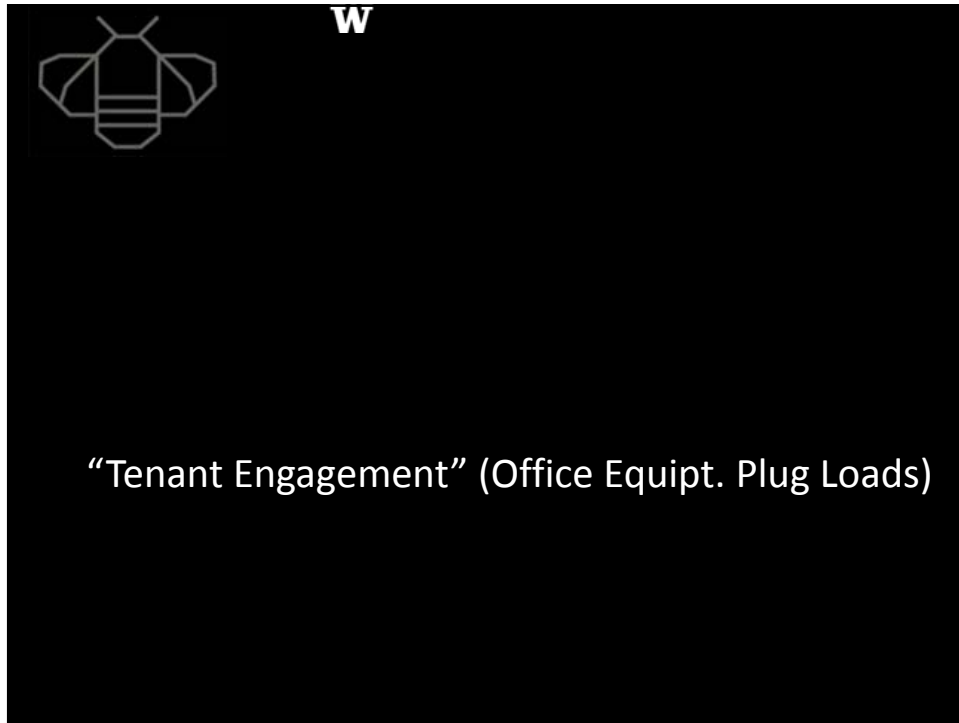 W
“Tenant Engagement” (Office Equipt. Plug Loads)